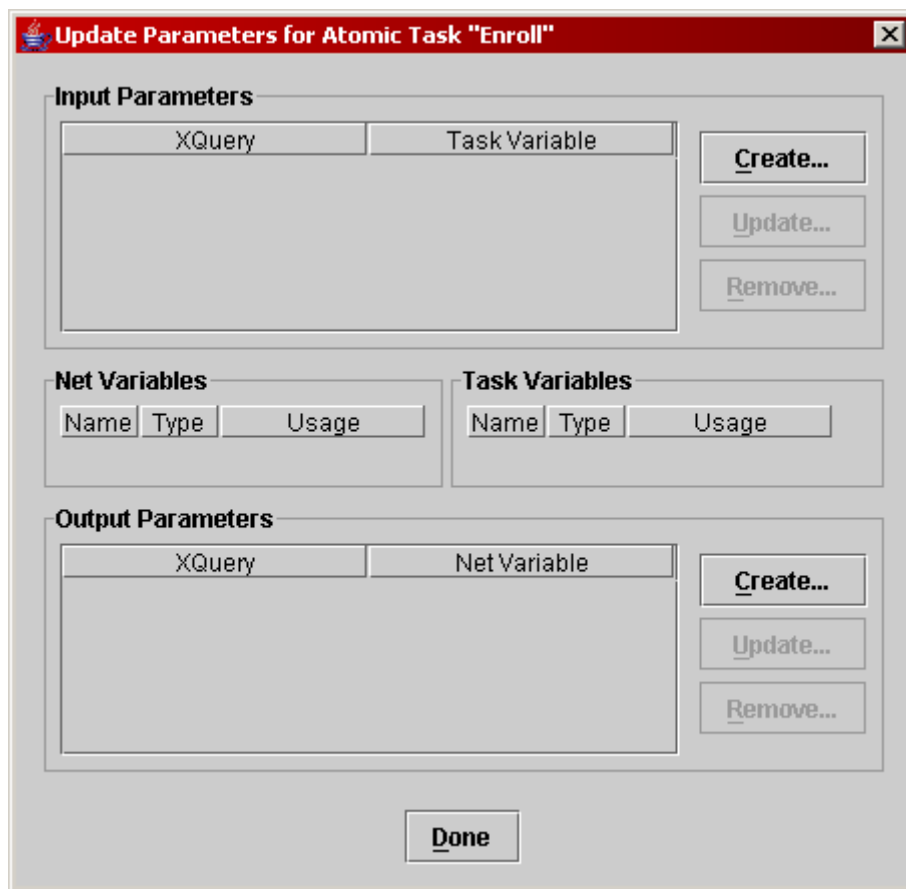 Update Parameters for Atomic Task "Enroll"
Input Parameters
XQuery Task Variable
Create...
Update...
Remove...
Net Variables
Name Type Usage
Task Variables
Name Type Usage
Output Parameters
XQuery Net Variable
Create...
Update...
Remove...
Done